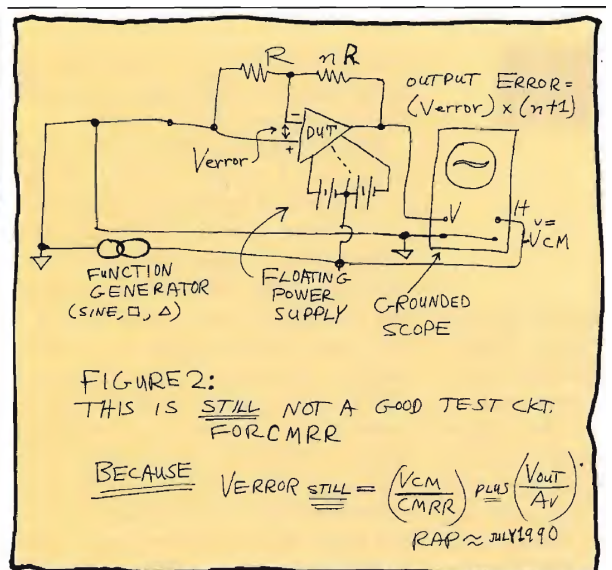 R nR
OUTPUT ERROR=
(Verror) x (n+1)
-
DUT
+
Verror
V H
V=
-VCM
FUNCTION
GENERATOR
(SINE, □, Δ)
FLOATING
POWER
SUPPLY
GROUNDED
SCOPE
FIGURE 2:
THIS IS STILL NOT A GOOD TEST CKT.
FOR CMRR
BECAUSE VERROR STILL = (VCM/CMRR) PLUS (VOUT/AV).
RAP ≈ JULY 1990